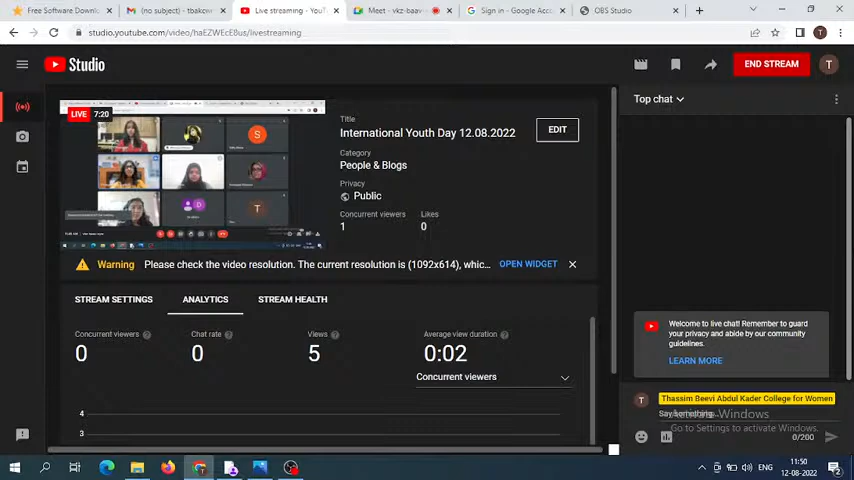 Free Software Downlo
(no subject) - tbakcw
Live streaming - YouTu
Meet - vkz-baav
Sign in - Google Acco
OBS Studio
studio.youtube.com/video/haEZWEcE8us/livestreaming
T
Studio
END STREAM
T
LIVE 7:20
S
T
D
Title
International Youth Day 12.08.2022
EDIT
Category
People & Blogs
Privacy
Public
Concurrent viewers
Likes
1
0
Warning Please check the video resolution. The current resolution is (1092x614), whic...
OPEN WIDGET
STREAM SETTINGS
ANALYTICS
STREAM HEALTH
Concurrent viewers
Chat rate
Views
Average view duration
0
0
5
0:02
Concurrent viewers
4
3
Top chat
Welcome to live chat! Remember to guard
your privacy and abide by our community
guidelines.
LEARN MORE
T
Thassim Beevi Abdul Kader College for Women
Say something...
Windows
Go to Settings to activate Windows.
0/200
ENG
11:50
12-08-2022
2